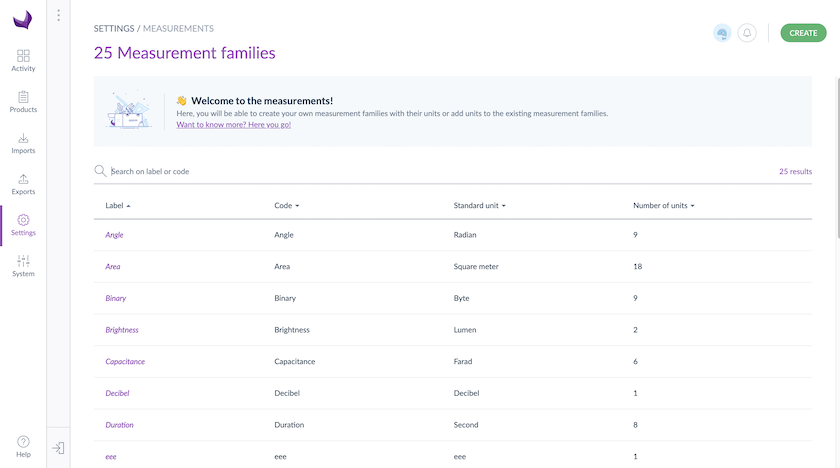 SETTINGS / MEASUREMENTS
CREATE
25 Measurement families
Activity
Products
Imports
Exports
Settings
System
Help
👋 Welcome to the measurements!
Here, you will be able to create your own measurement families with their units or add units to the existing measurement families.
Want to know more? Here you go!
Search on label or code
25 results
Label Code Standard unit Number of units
Angle Angle Radian 9
Area Area Square meter 18
Binary Binary Byte 9
Brightness Brightness Lumen 2
Capacitance Capacitance Farad 6
Decibel Decibel Decibel 1
Duration Duration Second 8
eee eee eee 1